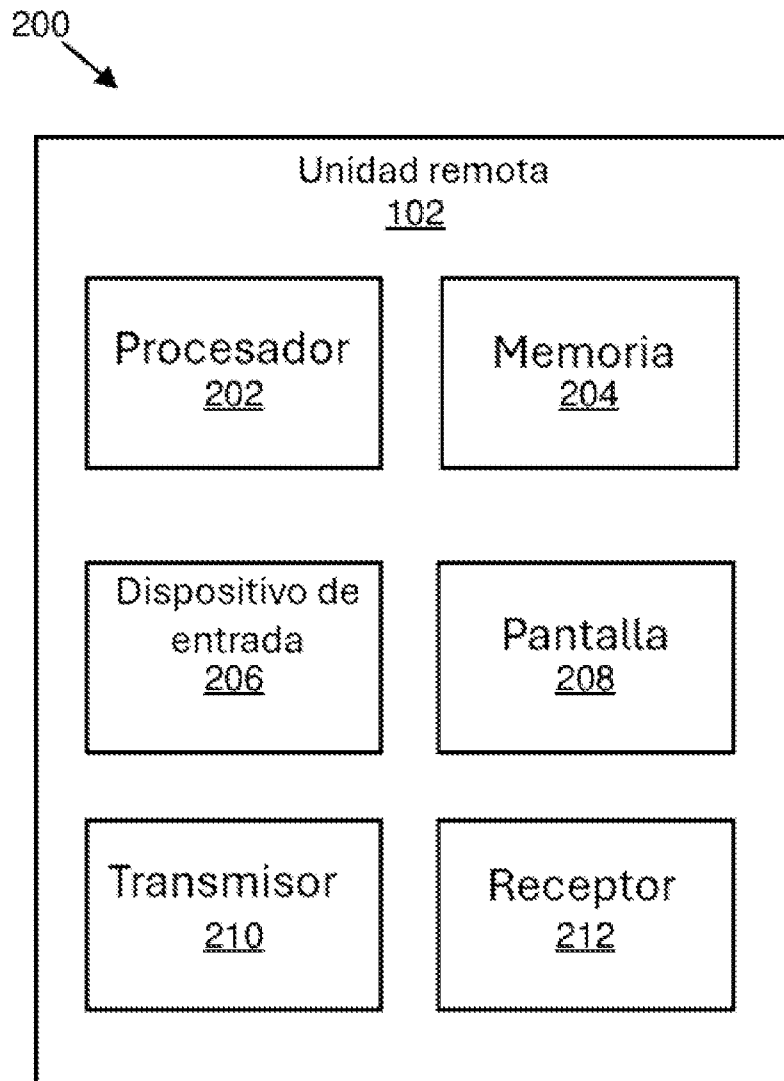 200
Unidad remota
102
Procesador
202
Memoria
204
Dispositivo de
entrada
206
Pantalla
208
Transmisor
210
Receptor
212